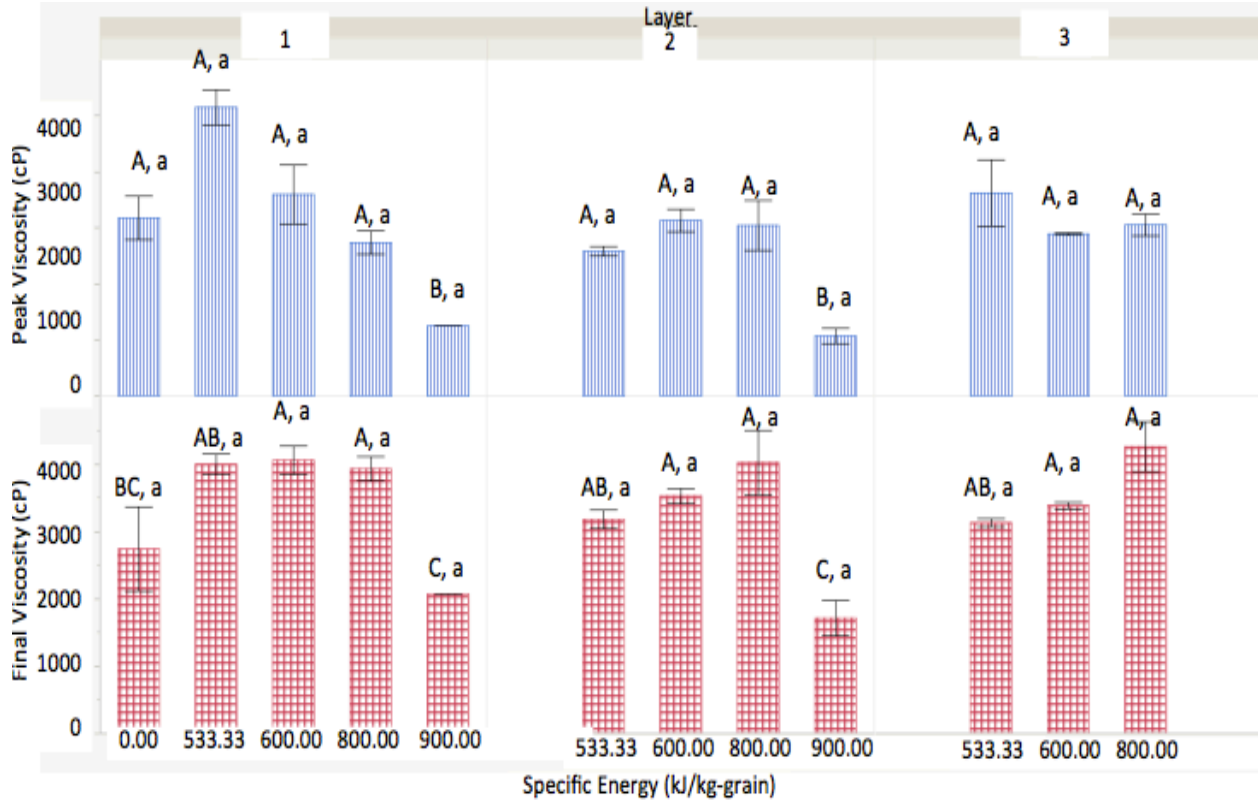 Layer
1 2 3
Peak Viscosity (cP)
4000
3000
2000
1000
0
A, a A, a A, a A, a B, a
A, a A, a A, a B, a
A, a A, a A, a
Final Viscosity (cP)
4000
3000
2000
1000
0
BC, a AB, a A, a A, a C, a
AB, a A, a A, a C, a
AB, a A, a A, a
0.00 533.33 600.00 800.00 900.00 533.33 600.00 800.00 900.00 533.33 600.00 800.00
Specific Energy (kJ/kg-grain)